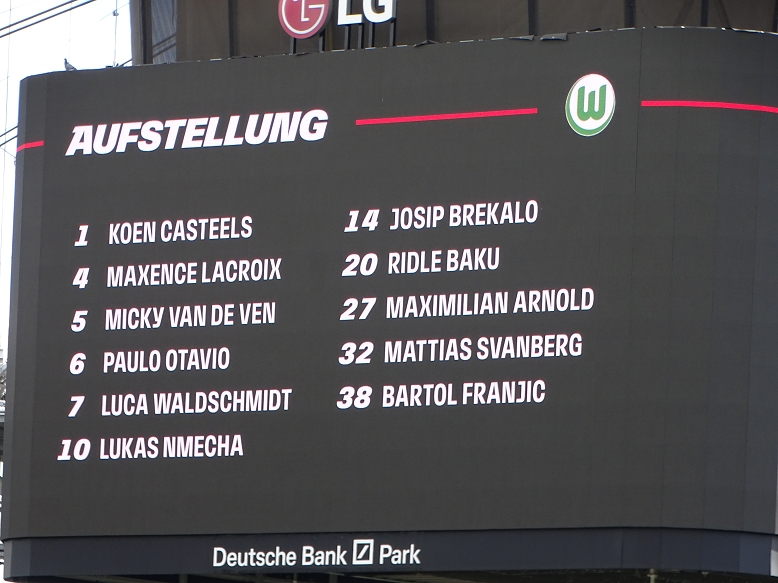 LG
AUFSTELLUNG W
1 KOEN CASTEELS
4 MAXENCE LACROIX
5 MICKY VAN DE VEN
6 PAULO OTAVIO
7 LUCA WALDSCHMIDT
10 LUKAS NMECHA
14 JOSIP BREKALO
20 RIDLE BAKU
27 MAXIMILIAN ARNOLD
32 MATTIAS SVANBERG
38 BARTOL FRANJIC
Deutsche Bank Park